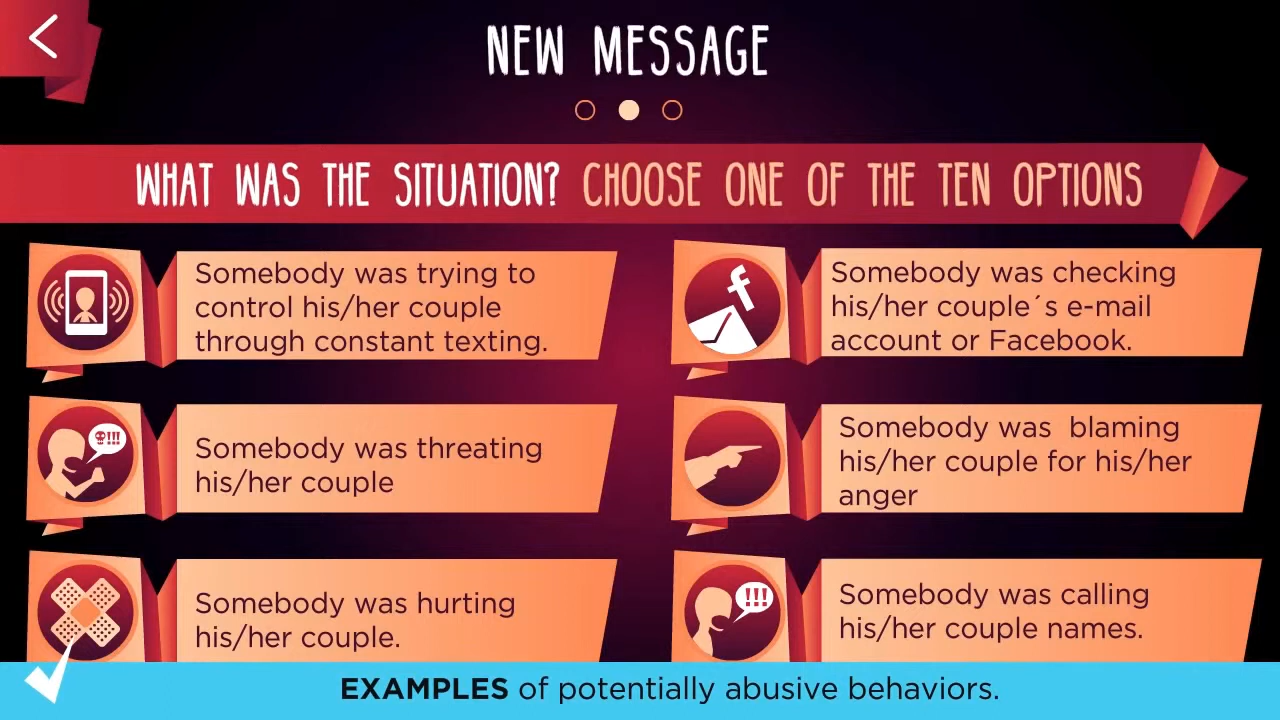 NEW MESSAGE
WHAT WAS THE SITUATION? CHOOSE ONE OF THE TEN OPTIONS
Somebody was trying to
control his/her couple
through constant texting.
f
Somebody was checking
his/her couple´s e-mail
account or Facebook.
!!!
Somebody was threating
his/her couple
Somebody was  blaming
his/her couple for his/her
anger
Somebody was hurting
his/her couple.
!!!
Somebody was calling
his/her couple names.
EXAMPLES of potentially abusive behaviors.